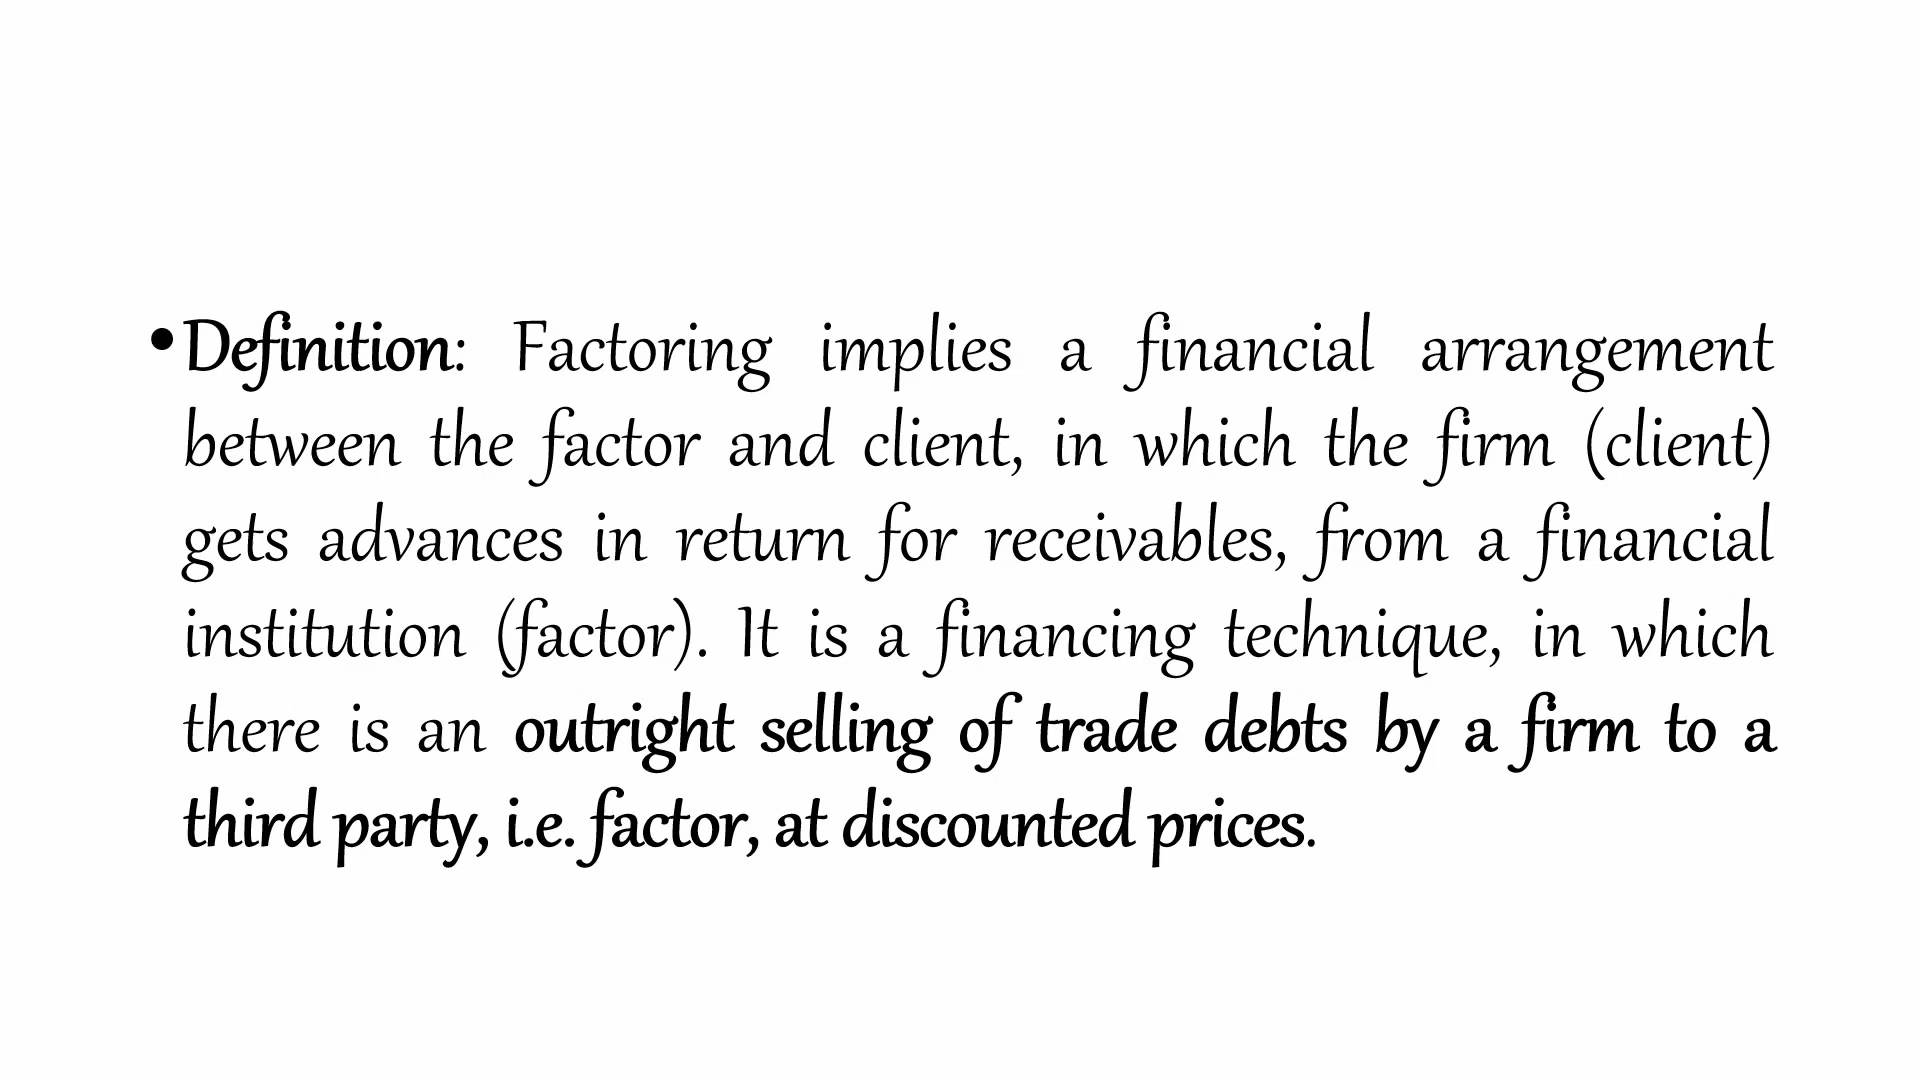 •Definition: Factoring implies a financial arrangement
between the factor and client, in which the firm (client)
gets advances in return for receivables, from a financial
institution (factor). It is a financing technique, in which
there is an outright selling of trade debts by a firm to a
third party, i.e. factor, at discounted prices.